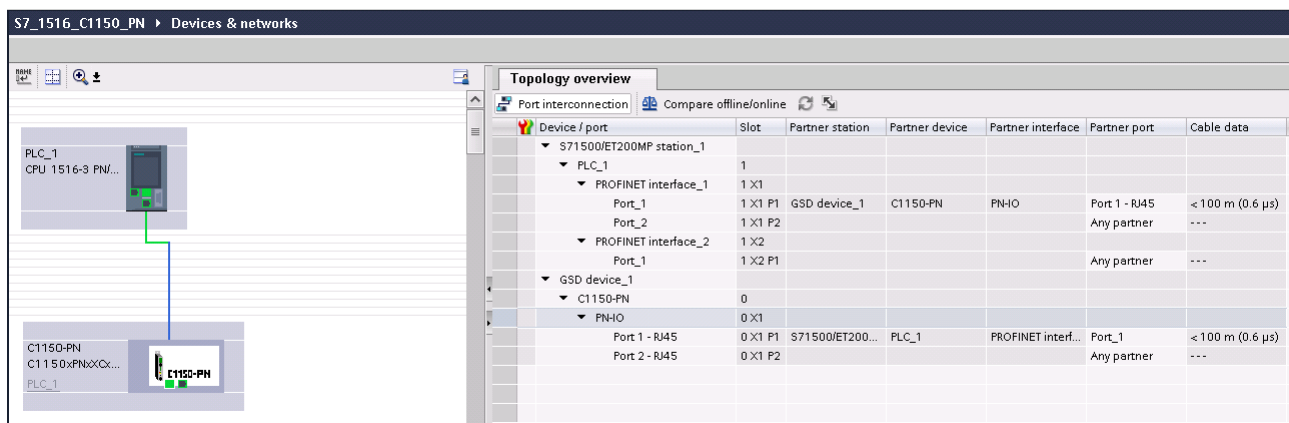 S7_1516_C1150_PN ▸ Devices & networks
NAME
Topology overview
Port interconnection Compare offline/online
Device / port Slot Partner station Partner device Partner interface Partner port Cable data
S71500/ET200MP station_1
PLC_1 1
PROFINET interface_1 1 X1
Port_1 1 X1 P1 GSD device_1 C1150-PN PN-IO Port 1 - RJ45 < 100 m (0.6 µs)
Port_2 1 X1 P2 Any partner ---
PROFINET interface_2 1 X2
Port_1 1 X2 P1 Any partner ---
GSD device_1
C1150-PN 0
PN-IO 0 X1
Port 1 - RJ45 0 X1 P1 S71500/ET200... PLC_1 PROFINET interf... Port_1 < 100 m (0.6 µs)
Port 2 - RJ45 0 X1 P2 Any partner ---
PLC_1
CPU 1516-3 PN/...
C1150-PN
C1150xPNxXCx...
PLC_1
C1150-PN